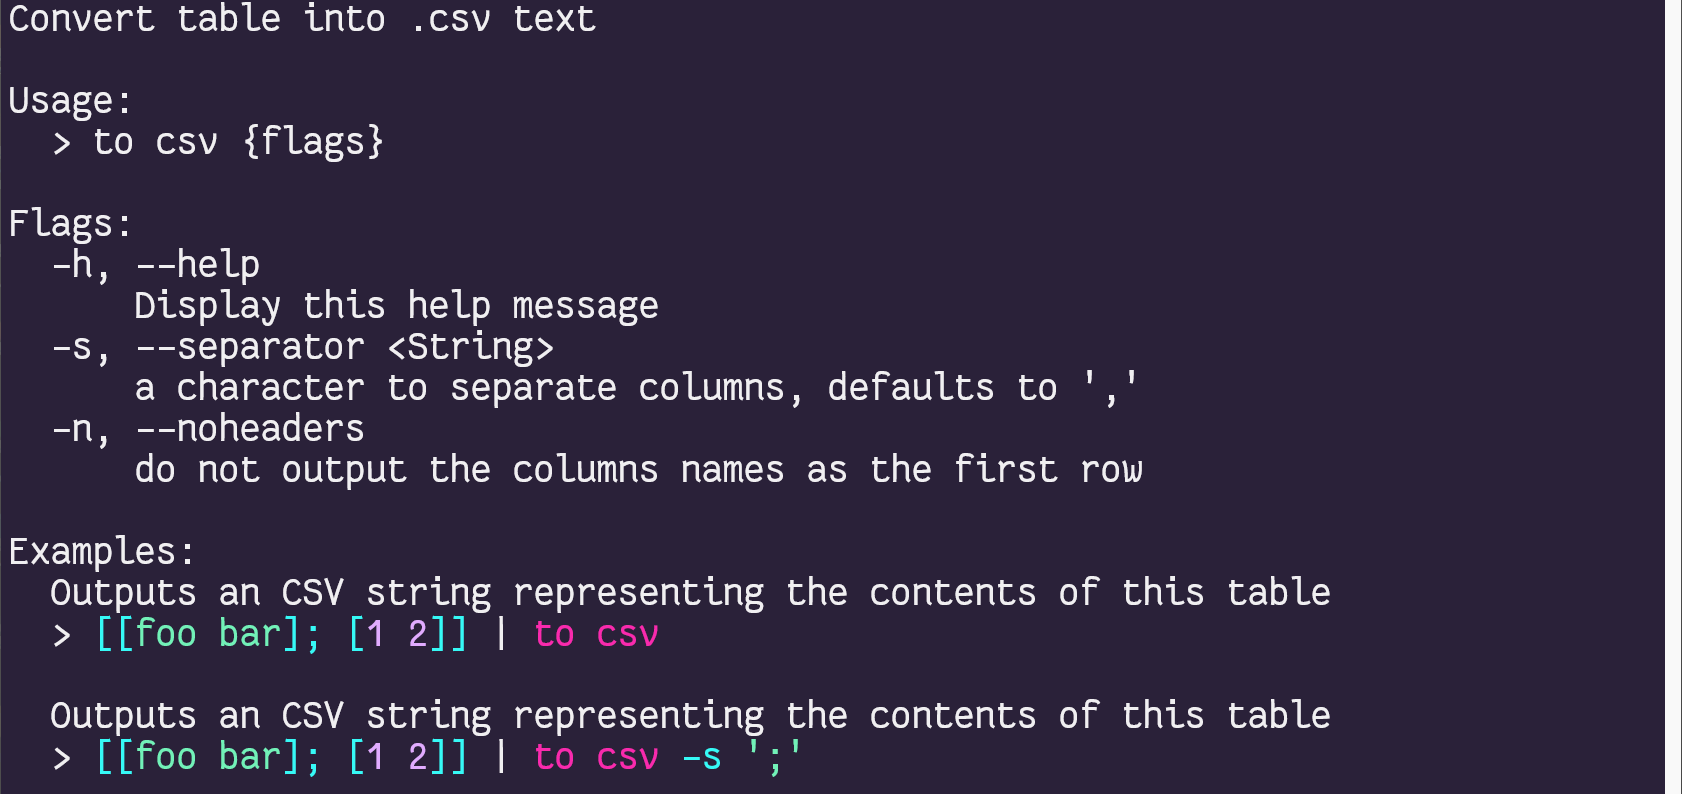 Convert table into .csv text
Usage:
> to csv {flags}
Flags:
-h, --help
Display this help message
-s, --separator <String>
a character to separate columns, defaults to ','
-n, --noheaders
do not output the columns names as the first row
Examples:
Outputs an CSV string representing the contents of this table
> [[foo bar]; [1 2]] | to csv
Outputs an CSV string representing the contents of this table
> [[foo bar]; [1 2]] | to csv -s ';'